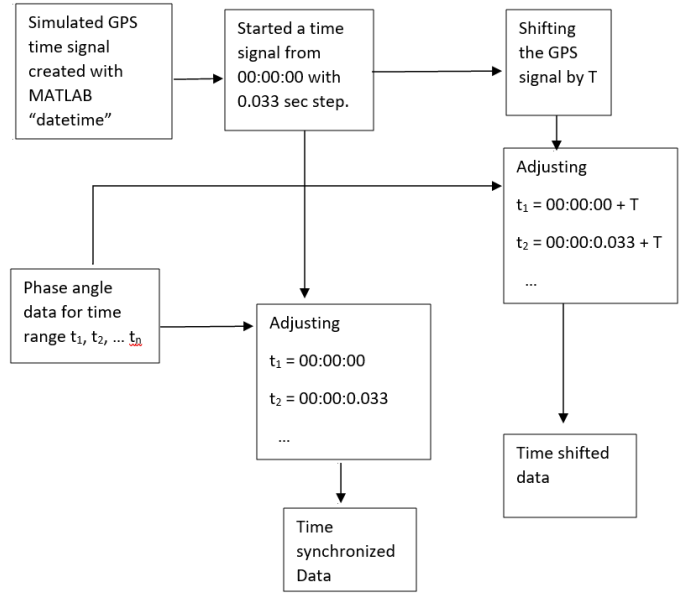 Simulated GPS
time signal
created with
MATLAB
“datetime”
Started a time
signal from
00:00:00 with
0.033 sec step.
Shifting
the GPS
signal by T
Adjusting
t₁ = 00:00:00 + T
t₂ = 00:00:0.033 + T
...
Phase angle
data for time
range t₁, t₂, ... tₙ
Adjusting
t₁ = 00:00:00
t₂ = 00:00:0.033
...
Time shifted
data
Time
synchronized
Data